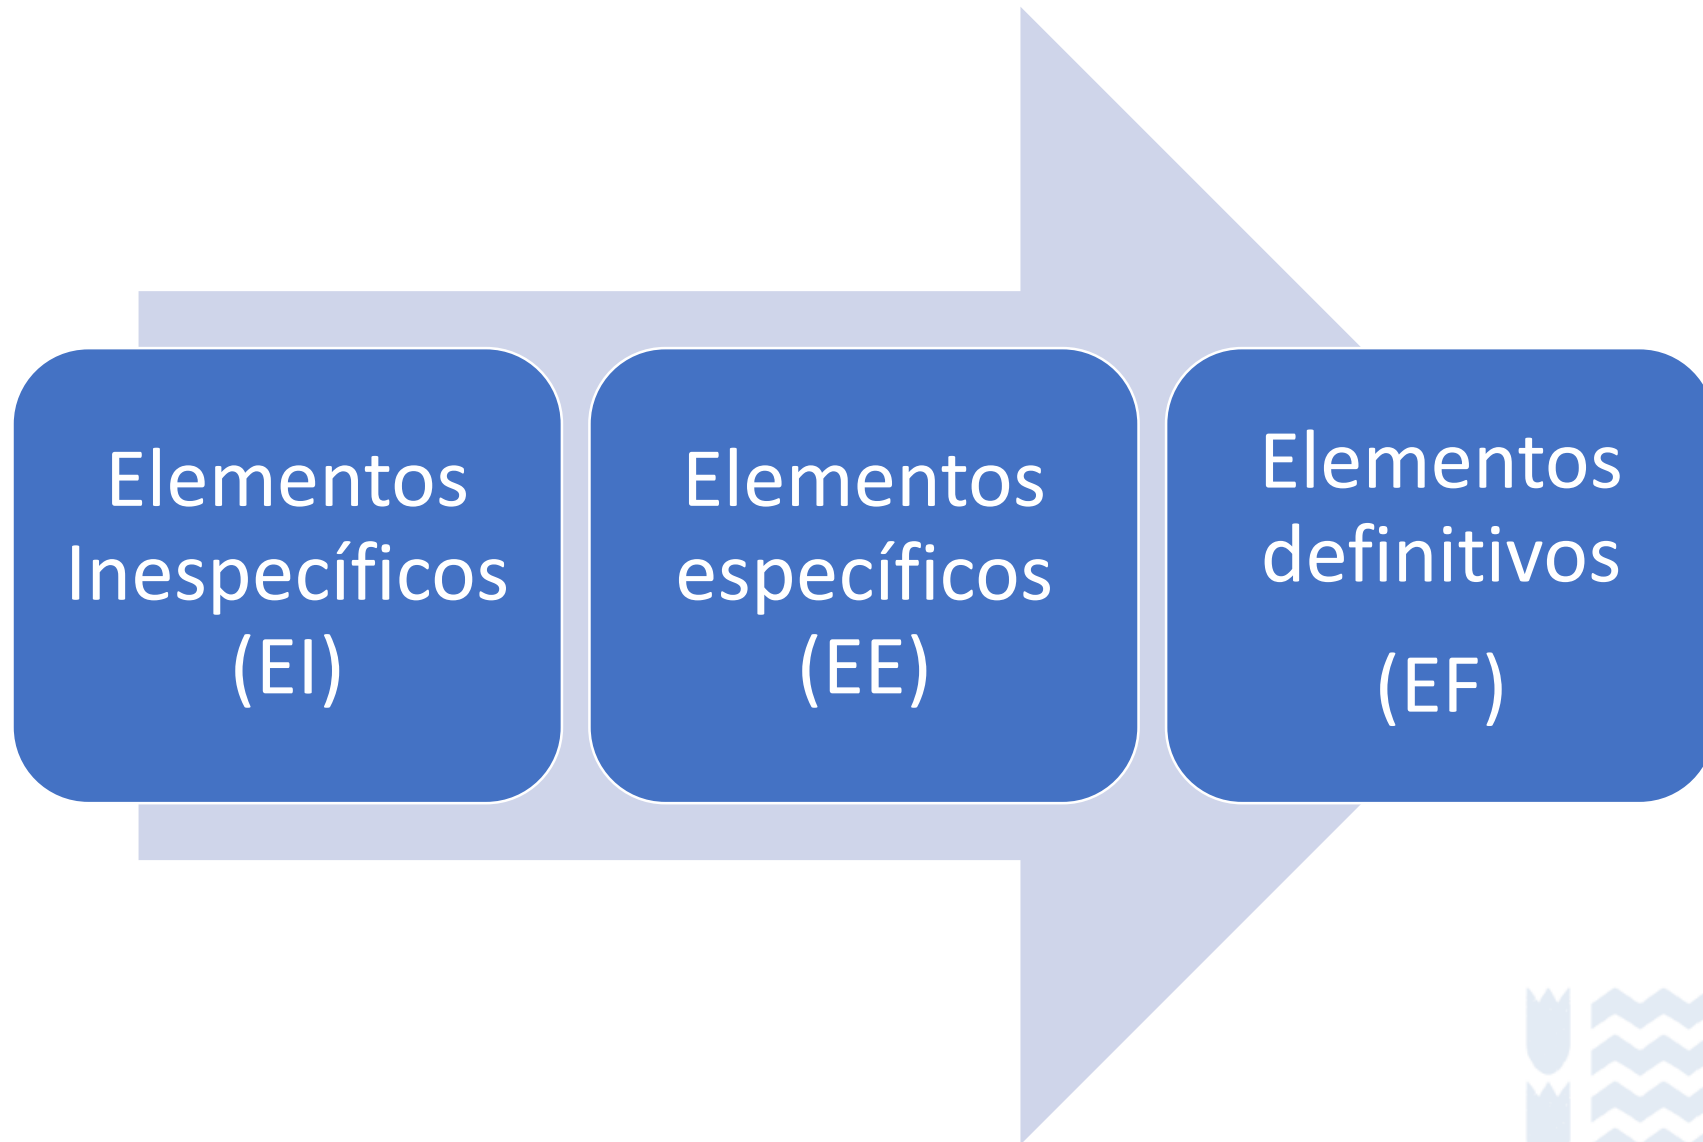 Elementos
Inespecíficos
(EI)
Elementos
específicos
(EE)
Elementos
definitivos
(EF)